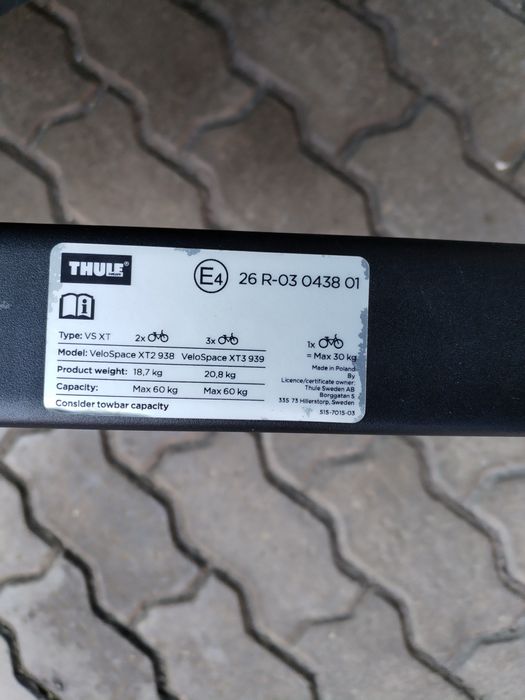 THULE®
SWEDEN
E4 26 R-03 0438 01
Type: VS XT 2x 3x 1x
= Max 30 kg
Model: VeloSpace XT2 938 VeloSpace XT3 939
Product weight: 18,7 kg 20,8 kg
Capacity: Max 60 kg Max 60 kg
Consider towbar capacity
Made in Poland
By
Licence/certificate owner:
Thule Sweden AB
Borggatan 5
335 73 Hillerstorp, Sweden
515-7015-03